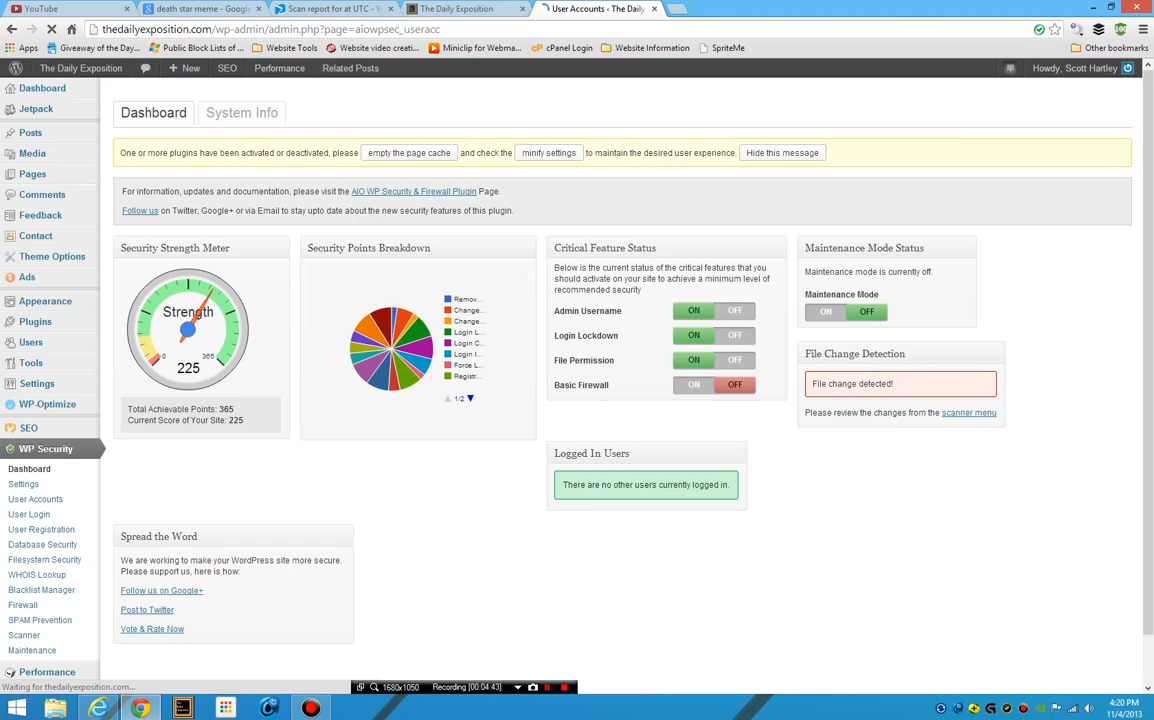 YouTube
death star meme - Google
Scan report for at UTC - W
The Daily Exposition
User Accounts ‹ The Daily
thedailyexposition.com/wp-admin/admin.php?page=aiowpsec_useracc
Apps
Giveaway of the Day...
Public Block Lists of...
Website Tools
Website video creati...
Miniclip for Webma...
cPanel Login
Website Information
SpriteMe
Other bookmarks
The Daily Exposition
+ New
SEO
Performance
Related Posts
Howdy, Scott Hartley
Dashboard
Jetpack
Posts
Media
Pages
Comments
Feedback
Contact
Theme Options
Ads
Appearance
Plugins
Users
Tools
Settings
WP-Optimize
SEO
WP Security
Dashboard
Settings
User Accounts
User Login
User Registration
Database Security
Filesystem Security
WHOIS Lookup
Blacklist Manager
Firewall
SPAM Prevention
Scanner
Maintenance
Performance
Dashboard
System Info
One or more plugins have been activated or deactivated, please empty the page cache and check the minify settings to maintain the desired user experience. Hide this message
For information, updates and documentation, please visit the AIO WP Security & Firewall Plugin Page.
Follow us on Twitter, Google+ or via Email to stay upto date about the new security features of this plugin.
Security Strength Meter
Strength
0
365
225
Total Achievable Points: 365
Current Score of Your Site: 225
Security Points Breakdown
Remov...
Change...
Change...
Login L...
Login C...
Login I...
Force L...
Registr...
1/2
Critical Feature Status
Below is the current status of the critical features that you
should activate on your site to achieve a minimum level of
recommended security
Admin Username ON OFF
Login Lockdown ON OFF
File Permission ON OFF
Basic Firewall ON OFF
Maintenance Mode Status
Maintenance mode is currently off.
Maintenance Mode
ON OFF
File Change Detection
File change detected!
Please review the changes from the scanner menu
Logged In Users
There are no other users currently logged in.
Spread the Word
We are working to make your WordPress site more secure.
Please support us, here is how:
Follow us on Google+
Post to Twitter
Vote & Rate Now
Waiting for thedailyexposition.com...
1680x1050
Recording [00:04:43]
4:20 PM
11/4/2013